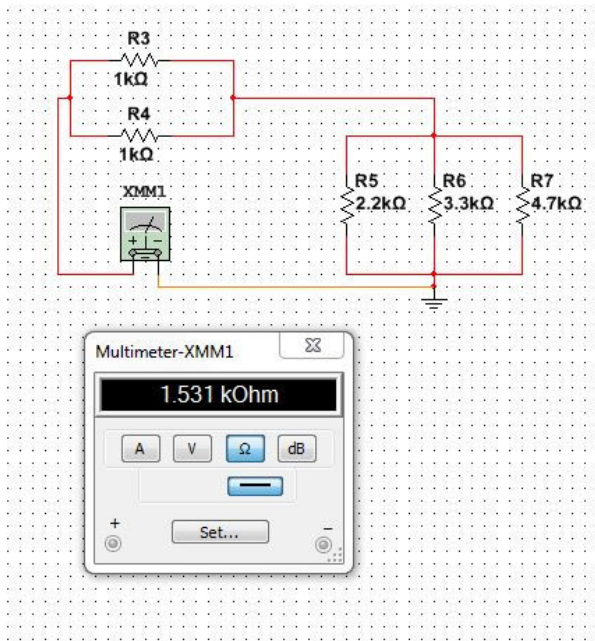 R3
1kΩ
R4
1kΩ
XMM1
R5
2.2kΩ
R6
3.3kΩ
R7
4.7kΩ
+ −
Multimeter-XMM1
1.531 kOhm
A V Ω dB
+ −
Set...